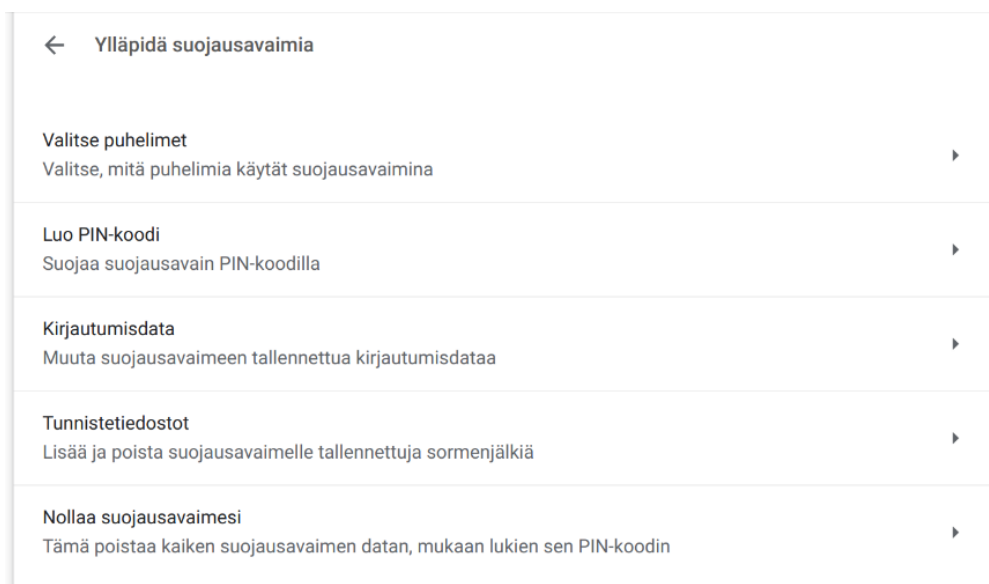 Ylläpidä suojausavaimia
Valitse puhelimet
Valitse, mitä puhelimia käytät suojausavaimina
Luo PIN-koodi
Suojaa suojausavain PIN-koodilla
Kirjautumisdata
Muuta suojausavaimeen tallennettua kirjautumisdataa
Tunnistetiedostot
Lisää ja poista suojausavaimelle tallennettuja sormenjälkiä
Nollaa suojausavaimesi
Tämä poistaa kaiken suojausavaimen datan, mukaan lukien sen PIN-koodin